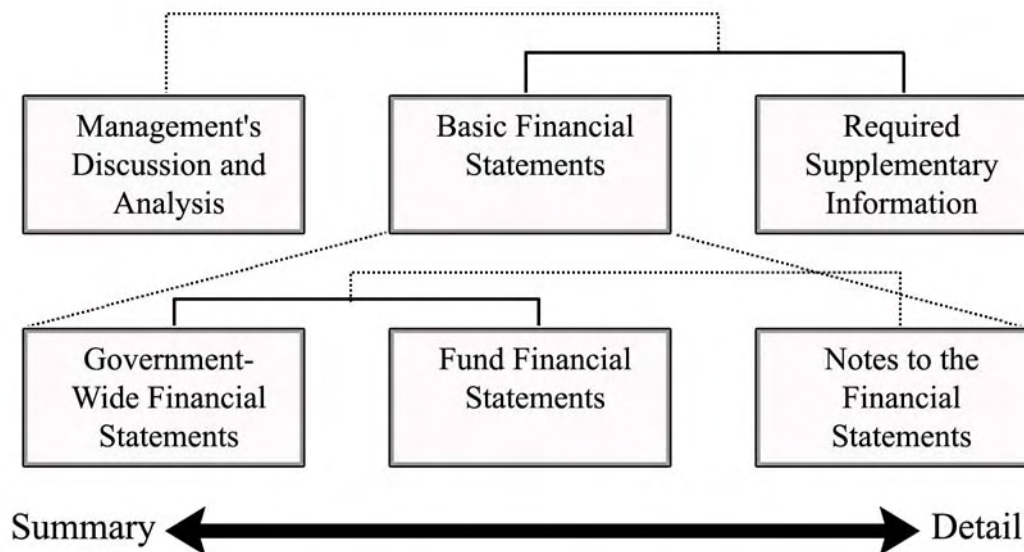 Management's
Discussion and
Analysis
Basic Financial
Statements
Required
Supplementary
Information
Government-
Wide Financial
Statements
Fund Financial
Statements
Notes to the
Financial
Statements
Summary
Detail